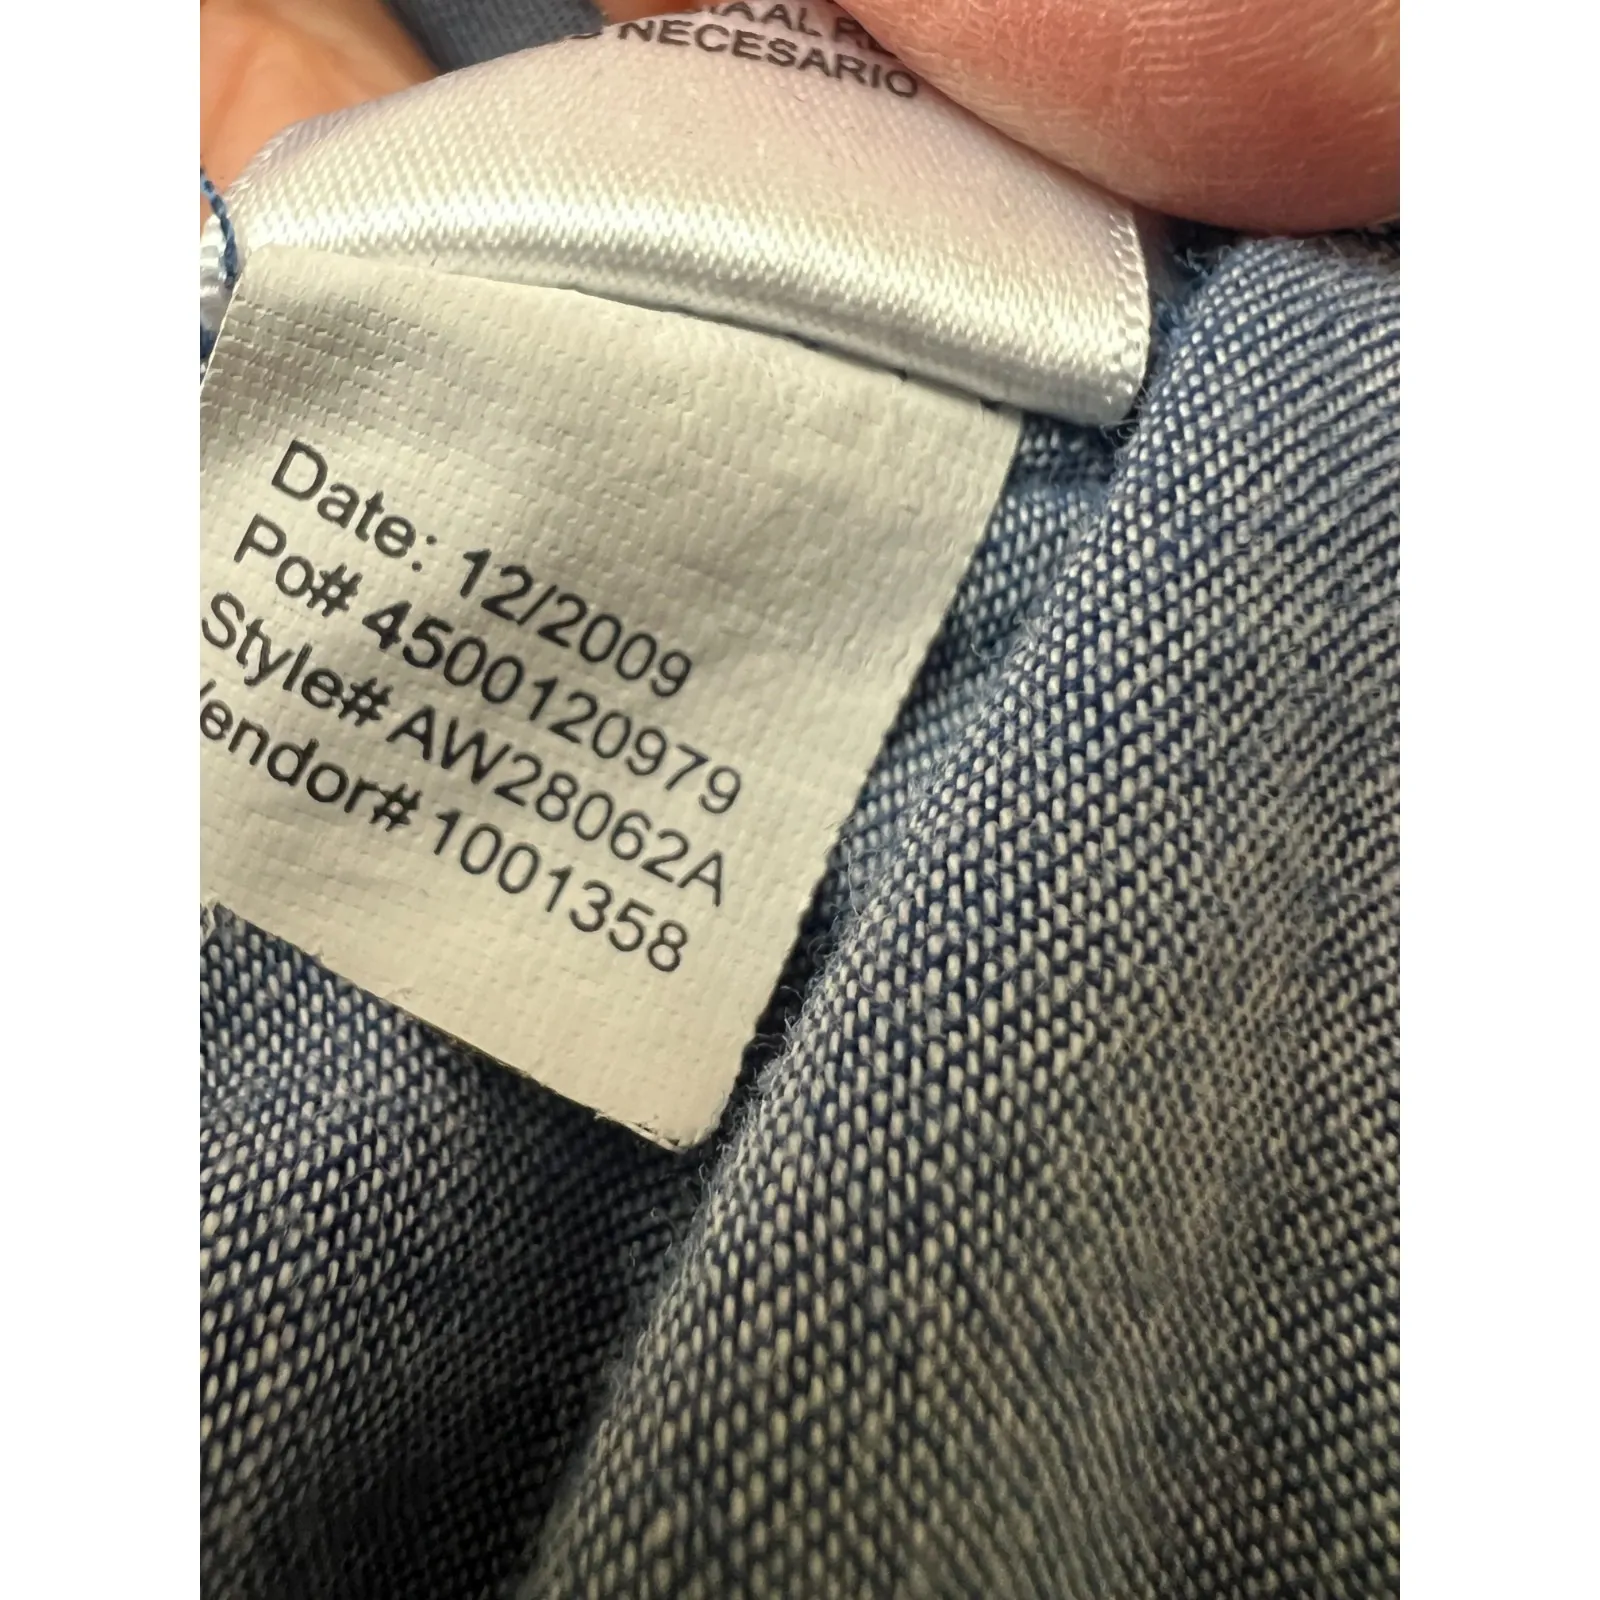 NECESARIO
Date: 12/2009
Po# 4500120979
Style# AW28062A
Vendor# 1001358